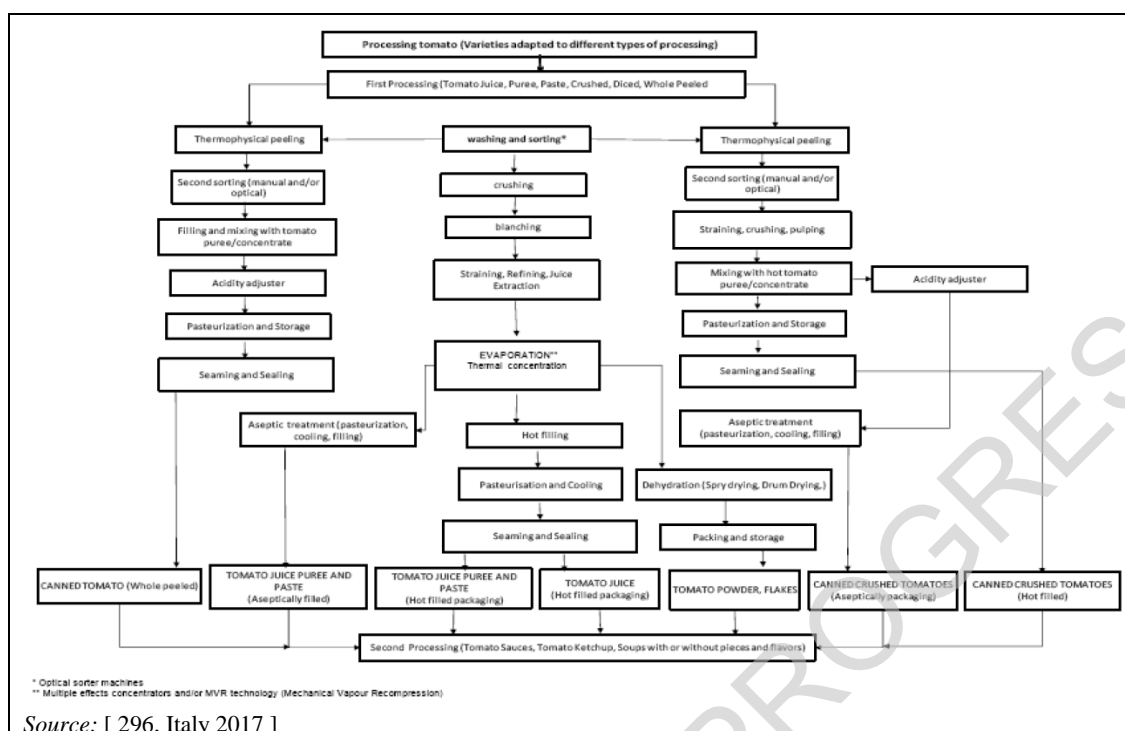 Processing tomato (Varieties adapted to different types of processing)
First Processing (Tomato Juice, Puree, Paste, Crushed, Diced, Whole Peeled
Thermophysical peeling
washing and sorting*
Thermophysical peeling
Second sorting (manual and/or
optical)
crushing
Second sorting (manual and/or
optical)
Filling and mixing with tomato
puree/concentrate
blanching
Straining, crushing, pulping
Acidity adjuster
Straining, Refining, Juice
Extraction
Mixing with hot tomato
puree/concentrate
Acidity adjuster
Pasteurization and Storage
Pasteurization and Storage
Seaming and Sealing
EVAPORATION**
Thermal concentration
Seaming and Sealing
Aseptic treatment (pasteurization,
cooling, filling)
Hot filling
Aseptic treatment
(pasteurization, cooling, filling)
Pasteurisation and Cooling
Dehydration (Spry drying, Drum Drying,)
Seaming and Sealing
Packing and storage
CANNED TOMATO (Whole peeled)
TOMATO JUICE PUREE AND
PASTE
(Aseptically filled)
TOMATO JUICE PUREE AND
PASTE
(Hot filled packaging)
TOMATO JUICE
(Hot filled packaging)
TOMATO POWDER, FLAKES
CANNED CRUSHED TOMATOES
(Aseptically packaging)
CANNED CRUSHED TOMATOES
(Hot filled)
Second Processing (Tomato Sauces, Tomato Ketchup, Soups with or without pieces and flavors)
* Optical sorter machines
** Multiple effects concentrators and/or MVR technology (Mechanical Vapour Recompression)
Source: [ 296, Italy 2017 ]
PROGRES